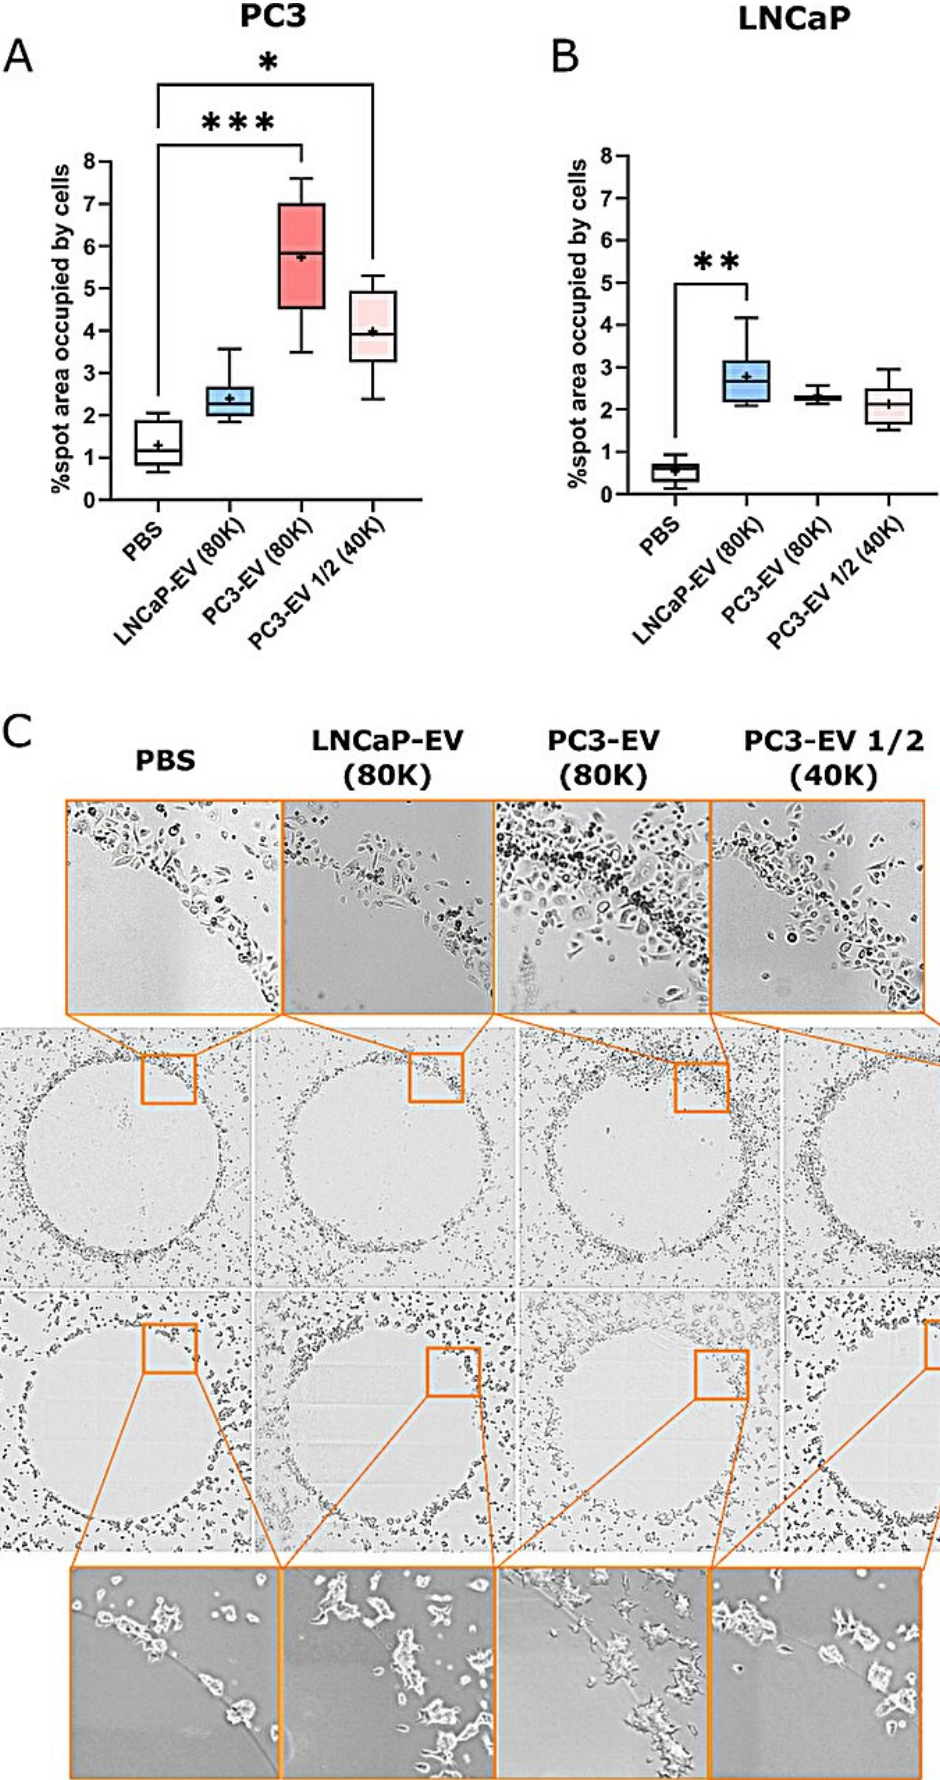 PC3
LNCaP
A
B
*
***
%spot area occupied by cells
8
7
6
5
4
3
2
1
0
PBS
LNCaP-EV (80K)
PC3-EV (80K)
PC3-EV 1/2 (40K)
**
%spot area occupied by cells
8
7
6
5
4
3
2
1
0
PBS
LNCaP-EV (80K)
PC3-EV (80K)
PC3-EV 1/2 (40K)
C
PBS
LNCaP-EV
(80K)
PC3-EV
(80K)
PC3-EV 1/2
(40K)